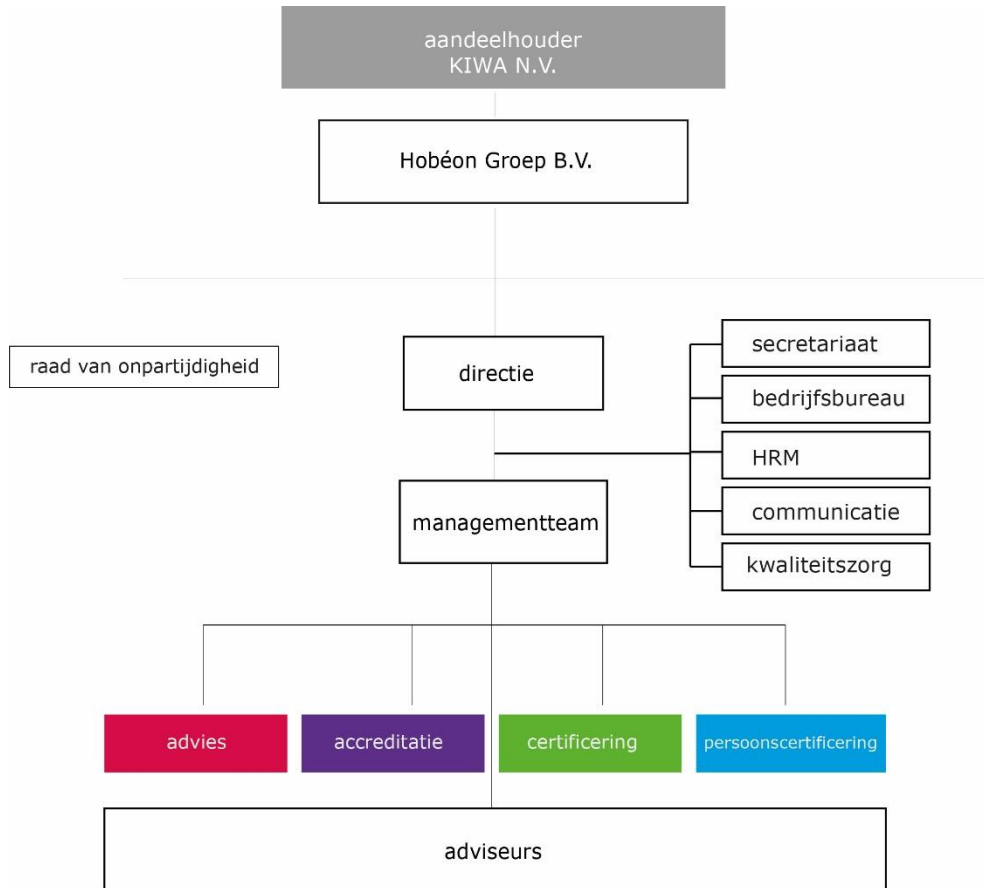 aandeelhouder
KIWA N.V.
Hobéon Groep B.V.
raad van onpartijdigheid
directie
secretariaat
bedrijfsbureau
HRM
communicatie
kwaliteitszorg
managementteam
advies
accreditatie
certificering
persoonscertificering
adviseurs